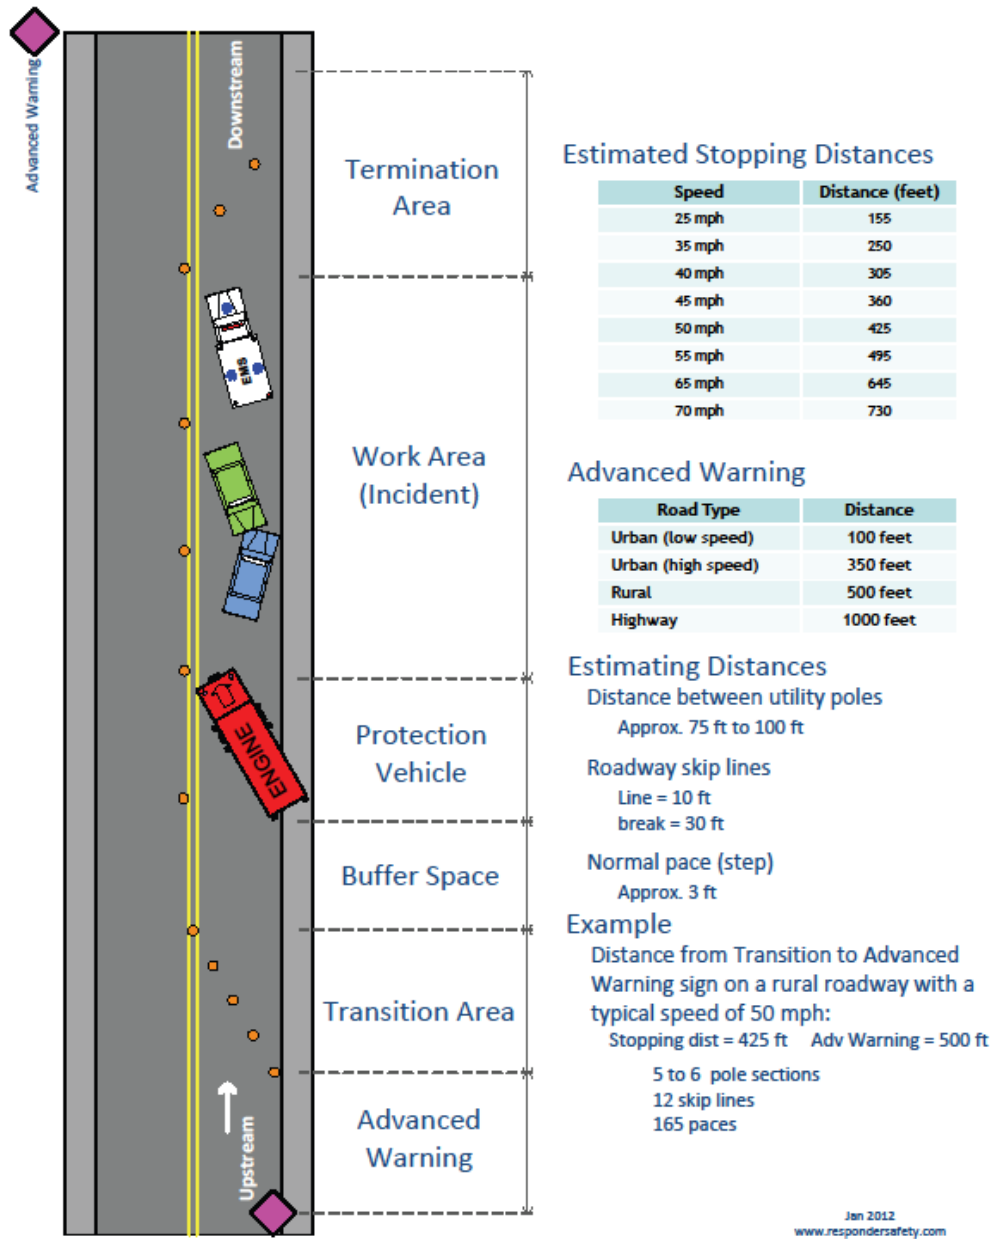 Advanced Warning
Downstream
Termination
Area
EMS
Work Area
(Incident)
ENGINE
Protection
Vehicle
Buffer Space
Transition Area
Upstream
Advanced
Warning
Estimated Stopping Distances
Speed Distance (feet)
25 mph 155
35 mph 250
40 mph 305
45 mph 360
50 mph 425
55 mph 495
65 mph 645
70 mph 730
Advanced Warning
Road Type Distance
Urban (low speed) 100 feet
Urban (high speed) 350 feet
Rural 500 feet
Highway 1000 feet
Estimating Distances
Distance between utility poles
Approx. 75 ft to 100 ft
Roadway skip lines
Line = 10 ft
break = 30 ft
Normal pace (step)
Approx. 3 ft
Example
Distance from Transition to Advanced
Warning sign on a rural roadway with a
typical speed of 50 mph:
Stopping dist = 425 ft Adv Warning = 500 ft
5 to 6 pole sections
12 skip lines
165 paces
Jan 2012
www.respondersafety.com